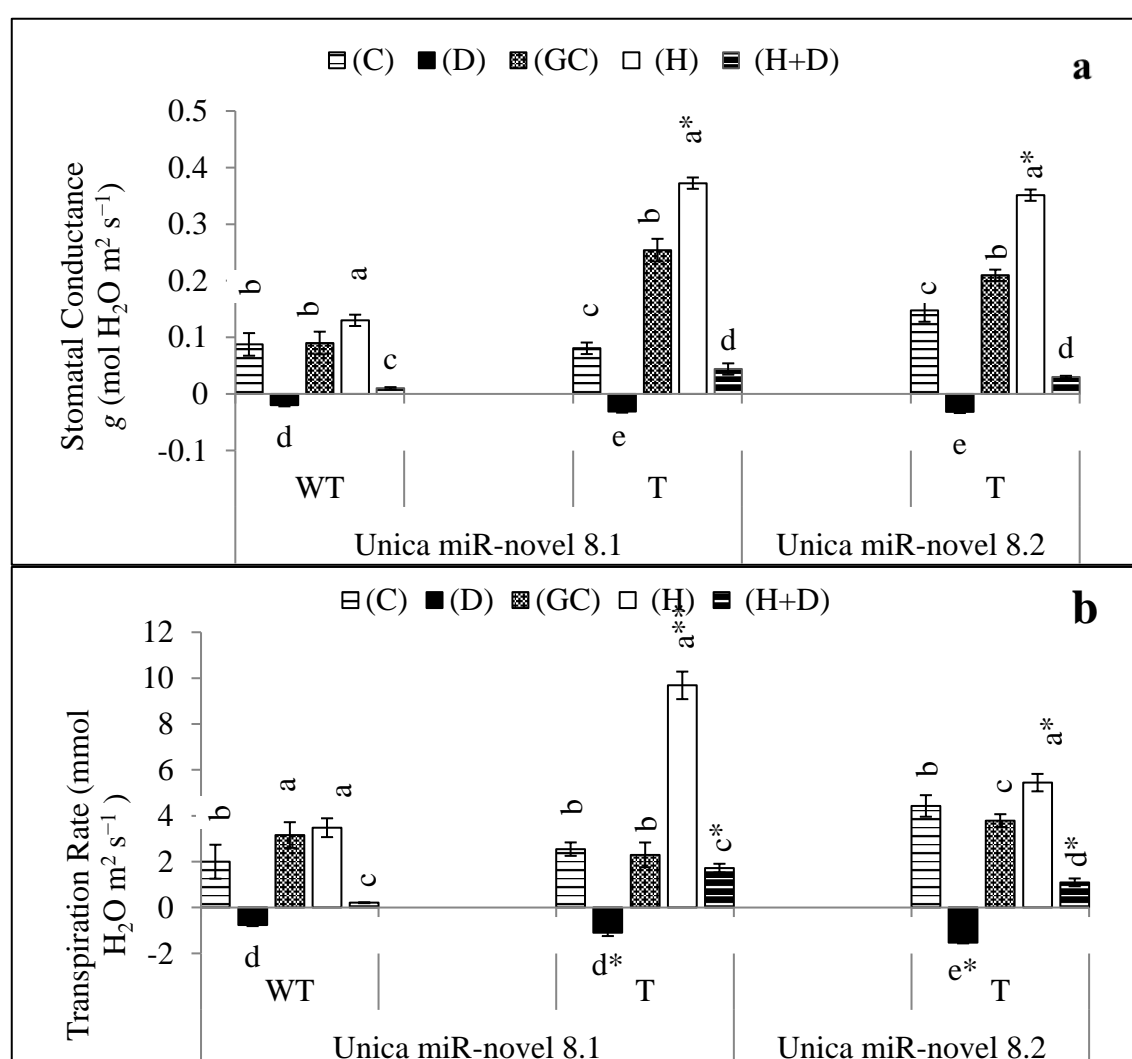 (C) (D) (GC) (H) (H+D)
a
Stomatal Conductance
g (mol H₂O m² s⁻¹)
0.5
0.4
0.3
0.2
0.1
0
-0.1
b
d
b
a
c
c
e
b
a*
d
c
e
b
a*
d
WT
T
T
Unica miR-novel 8.1
Unica miR-novel 8.2
(C) (D) (GC) (H) (H+D)
b
Transpiration Rate (mmol
H₂O m² s⁻¹ )
12
10
8
6
4
2
0
-2
b
d
a
a
c
b
d*
b
a**
c*
b
e*
c
a*
d*
WT
T
T
Unica miR-novel 8.1
Unica miR-novel 8.2